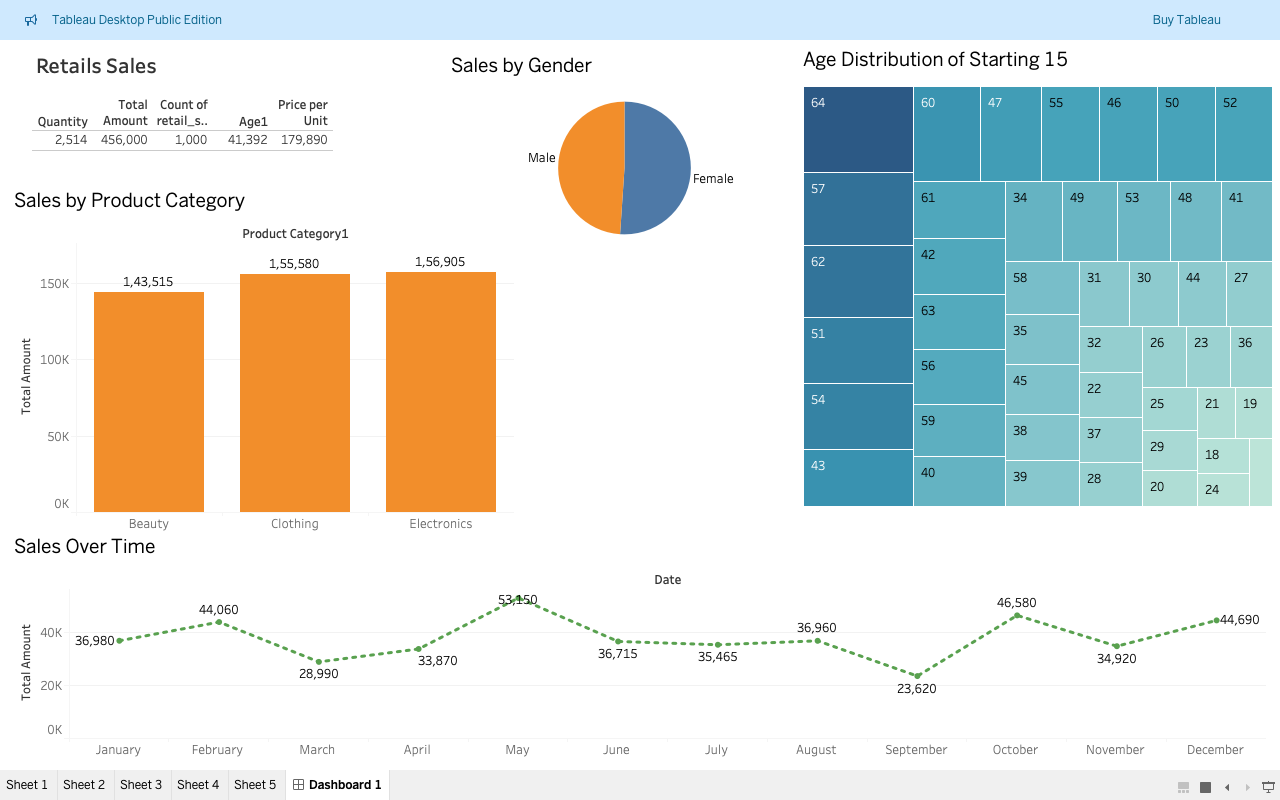 Tableau Desktop Public Edition
Buy Tableau
Retails Sales
Quantity
Total Amount
Count of retail_s..
Age1
Price per Unit
2,514 456,000 1,000 41,392 179,890
Sales by Gender
Male
Female
Age Distribution of Starting 15
64 60 47 55 46 50 52
57 61 34 49 53 48 41
62 42 58 31 30 44 27
51 63 35 32 26 23 36
54 56 45 22 25 21 19
43 59 38 37 29 18
40 39 28 20 24
Sales by Product Category
Product Category1
1,43,515
1,55,580
1,56,905
Total Amount
150K
100K
50K
0K
Beauty Clothing Electronics
Sales Over Time
Date
Total Amount
40K
20K
0K
36,980
44,060
28,990
33,870
53,150
36,715
35,465
36,960
23,620
46,580
34,920
44,690
January February March April May June July August September October November December
Sheet 1 Sheet 2 Sheet 3 Sheet 4 Sheet 5 Dashboard 1